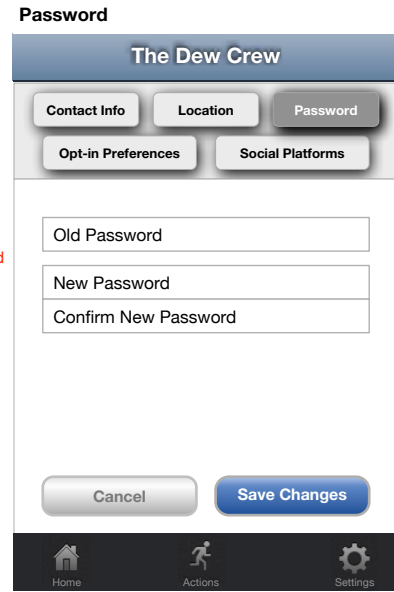 Password
The Dew Crew
Contact Info Location Password
Opt-in Preferences Social Platforms
Old Password
New Password
Confirm New Password
Cancel Save Changes
Home Actions Settings